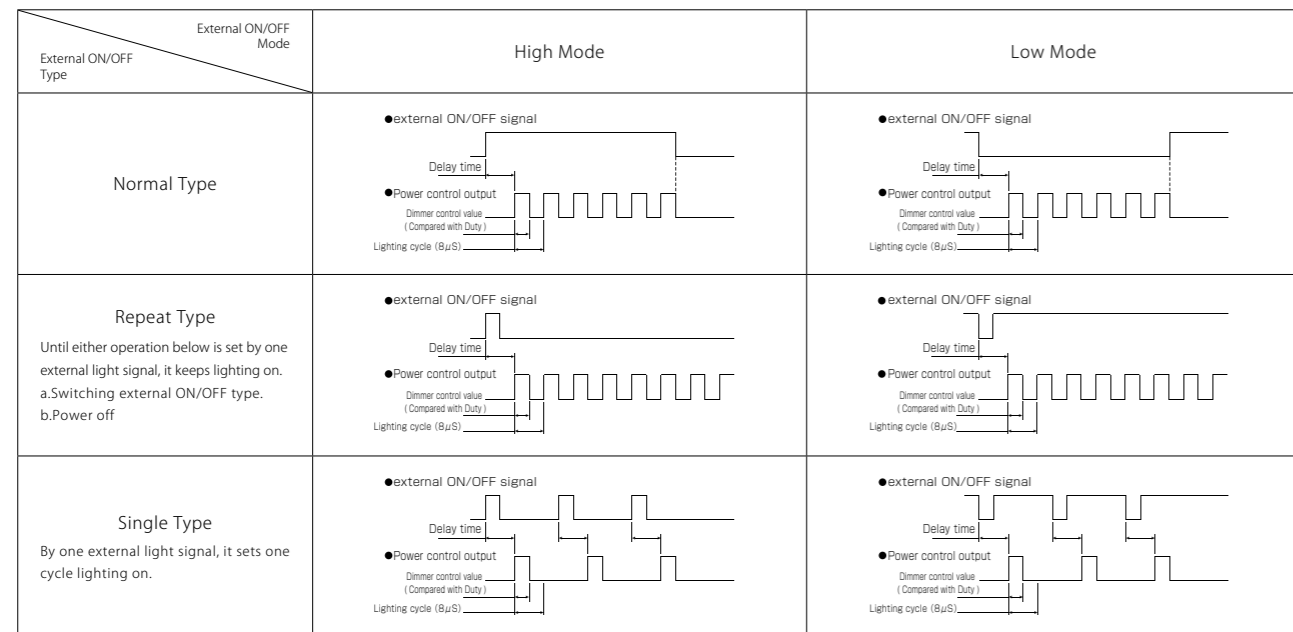 External ON/OFF
Mode
External ON/OFF
Type
High Mode
Low Mode
Normal Type
●external ON/OFF signal
Delay time
●Power control output
Dimmer control value
( Compared with Duty )
Lighting cycle (8μS)
●external ON/OFF signal
Delay time
●Power control output
Dimmer control value
( Compared with Duty )
Lighting cycle (8μS)
Repeat Type
Until either operation below is set by one
external light signal, it keeps lighting on.
a.Switching external ON/OFF type.
b.Power off
●external ON/OFF signal
Delay time
●Power control output
Dimmer control value
( Compared with Duty )
Lighting cycle (8μS)
●external ON/OFF signal
Delay time
●Power control output
Dimmer control value
( Compared with Duty )
Lighting cycle (8μS)
Single Type
By one external light signal, it sets one
cycle lighting on.
●external ON/OFF signal
Delay time
●Power control output
Dimmer control value
( Compared with Duty )
Lighting cycle (8μS)
●external ON/OFF signal
Delay time
●Power control output
Dimmer control value
( Compared with Duty )
Lighting cycle (8μS)